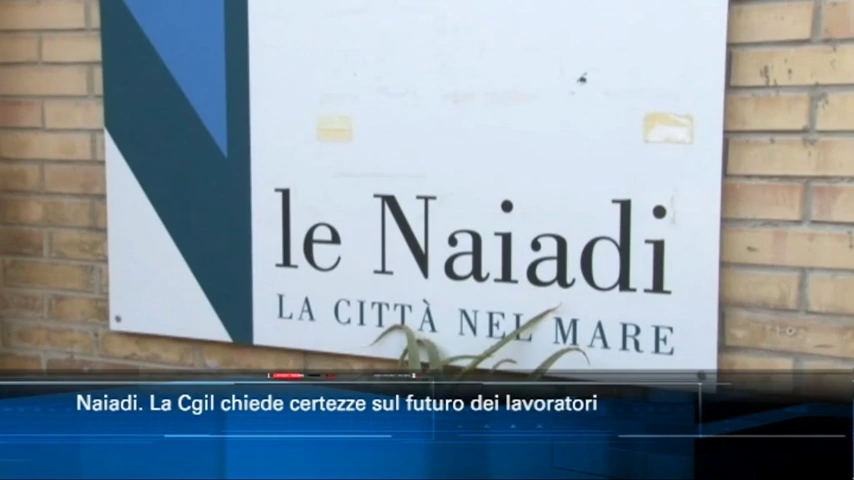 le Naiadi
LA CITTÀ NEL MARE
Naiadi. La Cgil chiede certezze sul futuro dei lavoratori